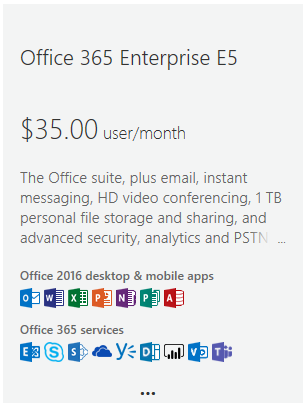 Office 365 Enterprise E5
$35.00 user/month
The Office suite, plus email, instant
messaging, HD video conferencing, 1 TB
personal file storage and sharing, and
advanced security, analytics and PSTN ...
Office 2016 desktop & mobile apps
Office 365 services